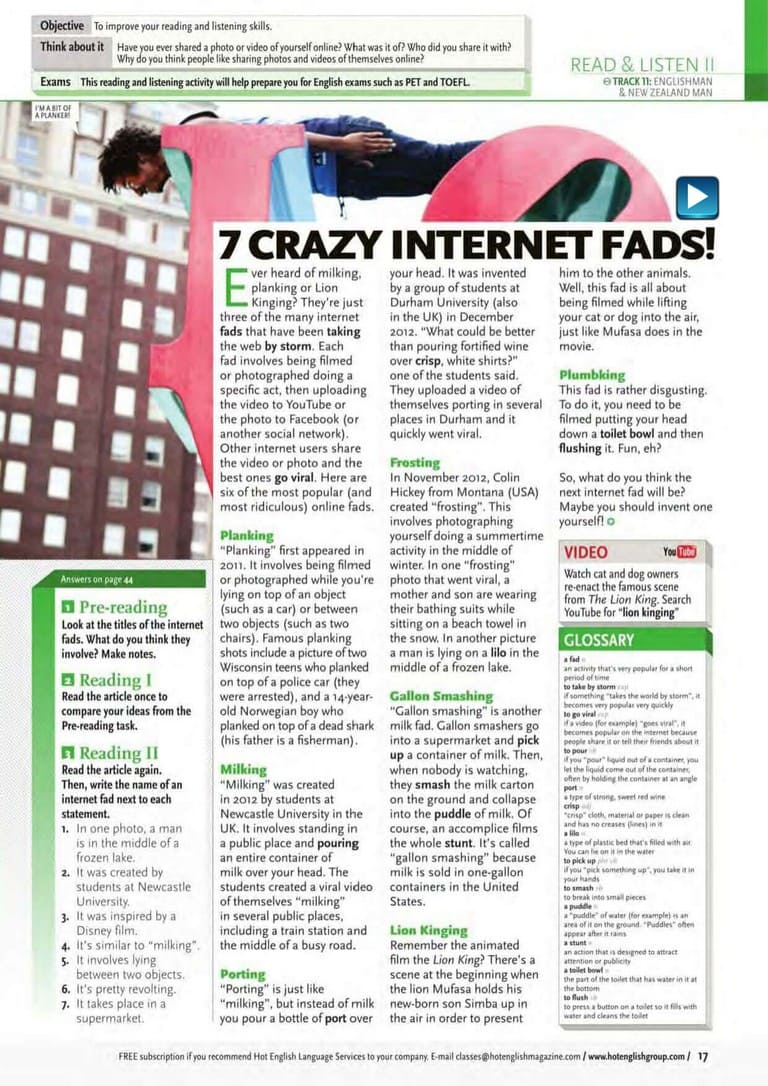 Objective To improve your reading and listening skills.
Think about it Have you ever shared a photo or video of yourself online? What was it of? Who did you share it with?
Why do you think people like sharing photos and videos of themselves online?
Exams This reading and listening activity will help prepare you for English exams such as PET and TOEFL.
READ & LISTEN II
TRACK 11: ENGLISHMAN
& NEW ZEALAND MAN
I'M A BIT OF
A PLANKER!
7 CRAZY INTERNET FADS!
Ever heard of milking,
planking or Lion
Kinging? They're just
three of the many internet
fads that have been taking
the web by storm. Each
fad involves being filmed
or photographed doing a
specific act, then uploading
the video to YouTube or
the photo to Facebook (or
another social network).
Other internet users share
the video or photo and the
best ones go viral. Here are
six of the most popular (and
most ridiculous) online fads.
Planking
"Planking" first appeared in
2011. It involves being filmed
or photographed while you're
lying on top of an object
(such as a car) or between
two objects (such as two
chairs). Famous planking
shots include a picture of two
Wisconsin teens who planked
on top of a police car (they
were arrested), and a 14-year-
old Norwegian boy who
planked on top of a dead shark
(his father is a fisherman).
Milking
"Milking" was created
in 2012 by students at
Newcastle University in the
UK. It involves standing in
a public place and pouring
an entire container of
milk over your head. The
students created a viral video
of themselves "milking"
in several public places,
including a train station and
the middle of a busy road.
Porting
"Porting" is just like
"milking", but instead of milk
you pour a bottle of port over
your head. It was invented
by a group of students at
Durham University (also
in the UK) in December
2012. "What could be better
than pouring fortified wine
over crisp, white shirts?"
one of the students said.
They uploaded a video of
themselves porting in several
places in Durham and it
quickly went viral.
Frosting
In November 2012, Colin
Hickey from Montana (USA)
created "frosting". This
involves photographing
yourself doing a summertime
activity in the middle of
winter. In one "frosting"
photo that went viral, a
mother and son are wearing
their bathing suits while
sitting on a beach towel in
the snow. In another picture
a man is lying on a lilo in the
middle of a frozen lake.
Gallon Smashing
"Gallon smashing" is another
milk fad. Gallon smashers go
into a supermarket and pick
up a container of milk. Then,
when nobody is watching,
they smash the milk carton
on the ground and collapse
into the puddle of milk. Of
course, an accomplice films
the whole stunt. It's called
"gallon smashing" because
milk is sold in one-gallon
containers in the United
States.
Lion Kinging
Remember the animated
film the Lion King? There's a
scene at the beginning when
the lion Mufasa holds his
new-born son Simba up in
the air in order to present
him to the other animals.
Well, this fad is all about
being filmed while lifting
your cat or dog into the air,
just like Mufasa does in the
movie.
Plumbking
This fad is rather disgusting.
To do it, you need to be
filmed putting your head
down a toilet bowl and then
flushing it. Fun, eh?
So, what do you think the
next internet fad will be?
Maybe you should invent one
yourself!
Answers on page 44
1 Pre-reading
Look at the titles of the internet
fads. What do you think they
involve? Make notes.
2 Reading I
Read the article once to
compare your ideas from the
Pre-reading task.
3 Reading II
Read the article again.
Then, write the name of an
internet fad next to each
statement.
1. In one photo, a man
is in the middle of a
frozen lake.
2. It was created by
students at Newcastle
University.
3. It was inspired by a
Disney film.
4. It's similar to "milking".
5. It involves lying
between two objects.
6. It's pretty revolting.
7. It takes place in a
supermarket.
VIDEO YouTube
Watch cat and dog owners
re-enact the famous scene
from The Lion King. Search
YouTube for "lion kinging"
GLOSSARY
a fad n
an activity that's very popular for a short
period of time
to take by storm exp
if something "takes the world by storm", it
becomes very popular very quickly
to go viral exp
if a video (for example) "goes viral", it
becomes popular on the internet because
people share it or tell their friends about it
to pour vb
if you "pour" liquid out of a container, you
let the liquid come out of the container,
often by holding the container at an angle
port n
a type of strong, sweet red wine
crisp adj
"crisp" cloth, material or paper is clean
and has no creases (lines) in it
a lilo n
a type of plastic bed that's filled with air.
You can lie on it in the water
to pick up phr vb
if you "pick something up", you take it in
your hands
to smash vb
to break into small pieces
a puddle n
a "puddle" of water (for example) is an
area of it on the ground. "Puddles" often
appear after it rains
a stunt n
an action that is designed to attract
attention or publicity
a toilet bowl n
the part of the toilet that has water in it at
the bottom
to flush vb
to press a button on a toilet so it fills with
water and cleans the toilet
FREE subscription if you recommend Hot English Language Services to your company. E-mail classes@hotenglishmagazine.com / www.hotenglishgroup.com / 17